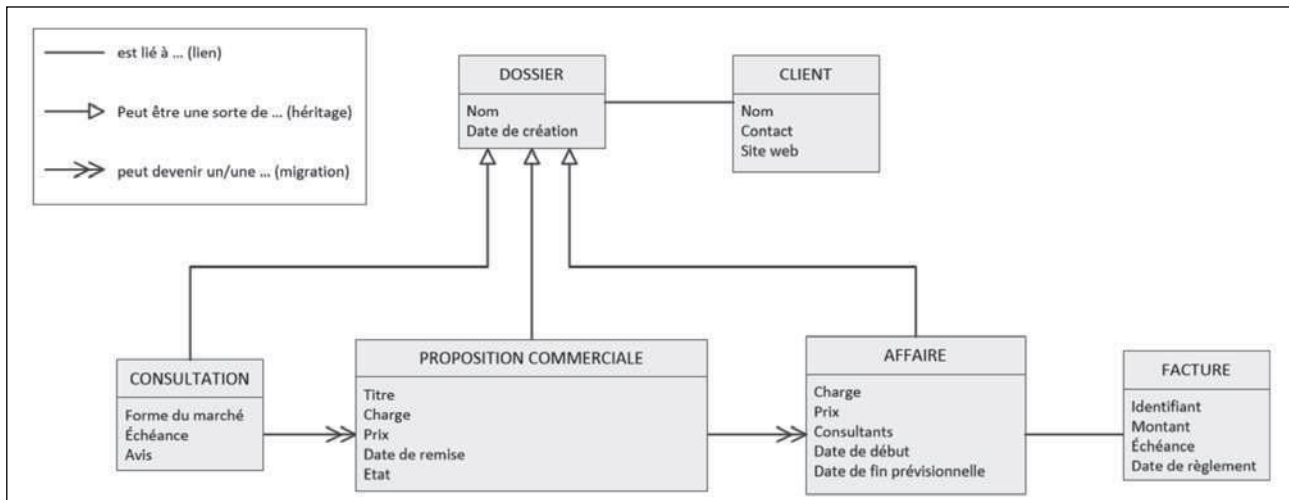 est lié à ... (lien)
Peut être une sorte de ... (héritage)
peut devenir un/une ... (migration)
DOSSIER
Nom
Date de création
CLIENT
Nom
Contact
Site web
CONSULTATION
Forme du marché
Échéance
Avis
PROPOSITION COMMERCIALE
Titre
Charge
Prix
Date de remise
Etat
AFFAIRE
Charge
Prix
Consultants
Date de début
Date de fin prévisionnelle
FACTURE
Identifiant
Montant
Échéance
Date de règlement